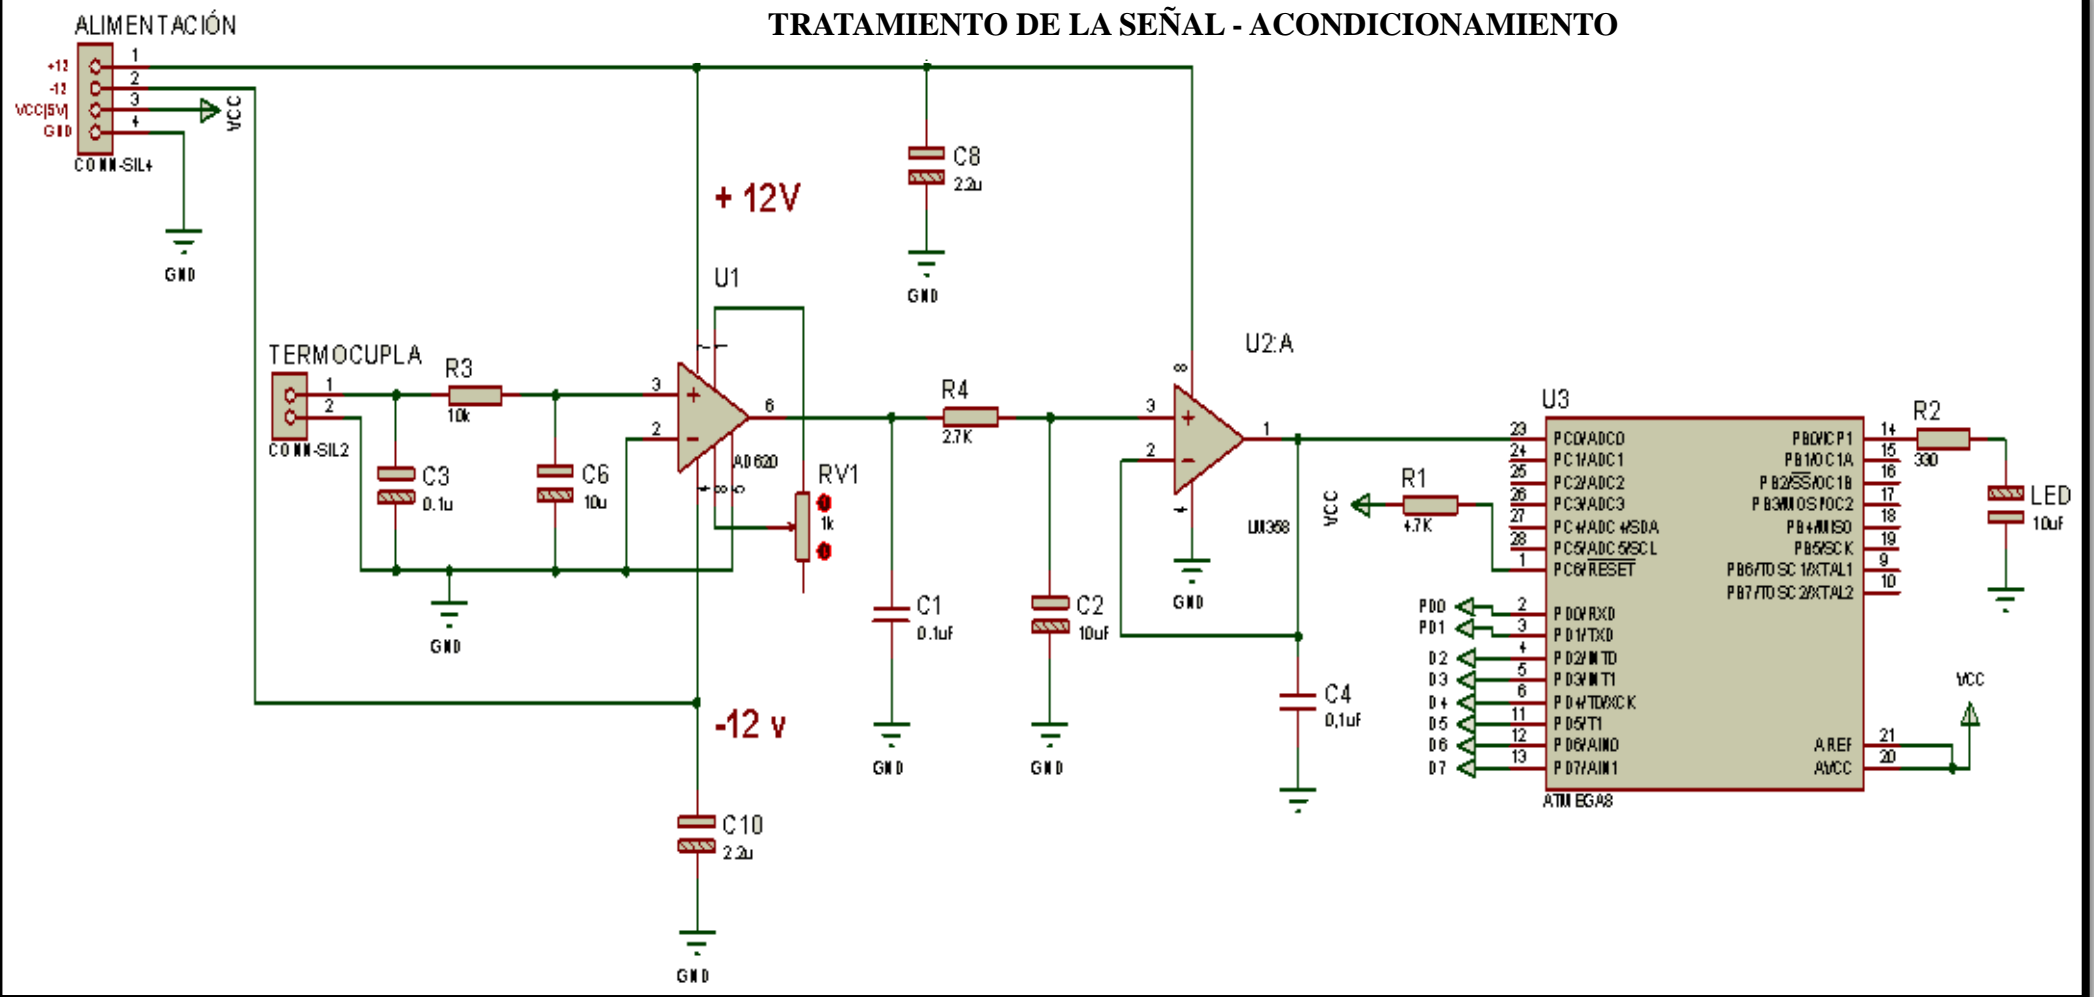 TRATAMIENTO DE LA SEÑAL - ACONDICIONAMIENTO
ALIMENTACIÓN
+12
-12
VCC[5V]
GND
1
2
3
4
VCC
CONN-SIL4
GND
+ 12V
C8
2.2u
GND
U1
TERMOCUPLA
1
2
CONN-SIL2
R3
10k
C3
0.1u
C6
10u
GND
3
2
6
7
1
4
8
5
AD620
RV1
1k
-12 v
C10
2.2u
GND
R4
2.7K
C1
0.1uF
GND
C2
10uF
GND
U2:A
3
2
1
8
4
LM358
GND
C4
0,1uF
VCC
R1
4.7K
U3
23 PC0/ADC0
24 PC1/ADC1
25 PC2/ADC2
26 PC3/ADC3
27 PC4/ADC4/SDA
28 PC5/ADC5/SCL
1 PC6/RESET
PD0 2 PD0/RXD
PD1 3 PD1/TXD
D2 4 PD2/INT0
D3 5 PD3/INT1
D4 6 PD4/T0/XCK
D5 11 PD5/T1
D6 12 PD6/AIN0
D7 13 PD7/AIN1
PB0/ICP1 14
PB1/OC1A 15
PB2/SS/OC1B 16
PB3/MOSI/OC2 17
PB4/MISO 18
PB5/SCK 19
PB6/TOSC1/XTAL1 9
PB7/TOSC2/XTAL2 10
AREF 21
AVCC 20
ATMEGA8
R2
330
LED
10uF
VCC